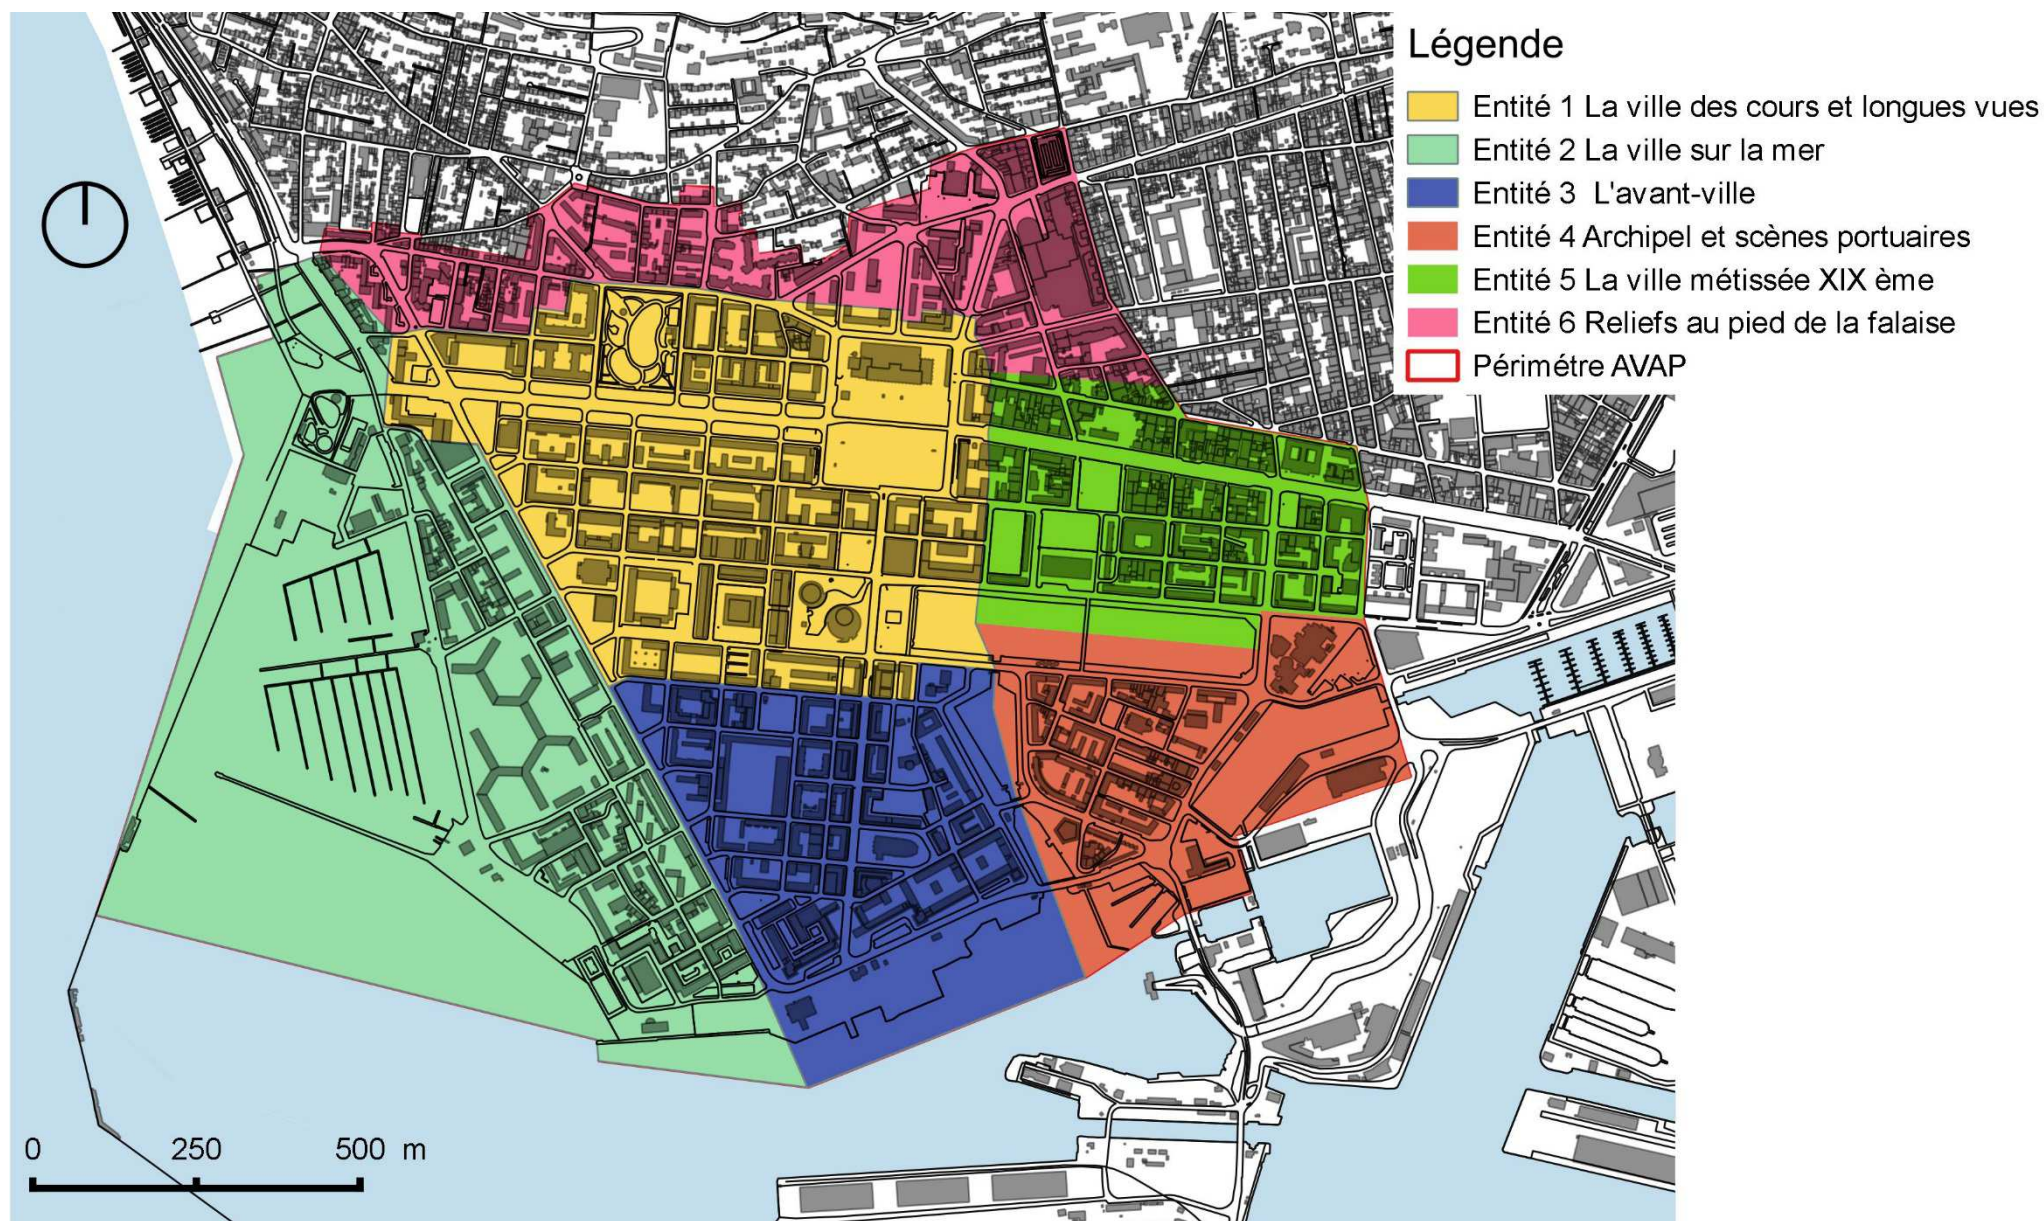 Légende
Entité 1 La ville des cours et longues vues
Entité 2 La ville sur la mer
Entité 3 L'avant-ville
Entité 4 Archipel et scènes portuaires
Entité 5 La ville métissée XIX ème
Entité 6 Reliefs au pied de la falaise
Périmétre AVAP
0 250 500 m